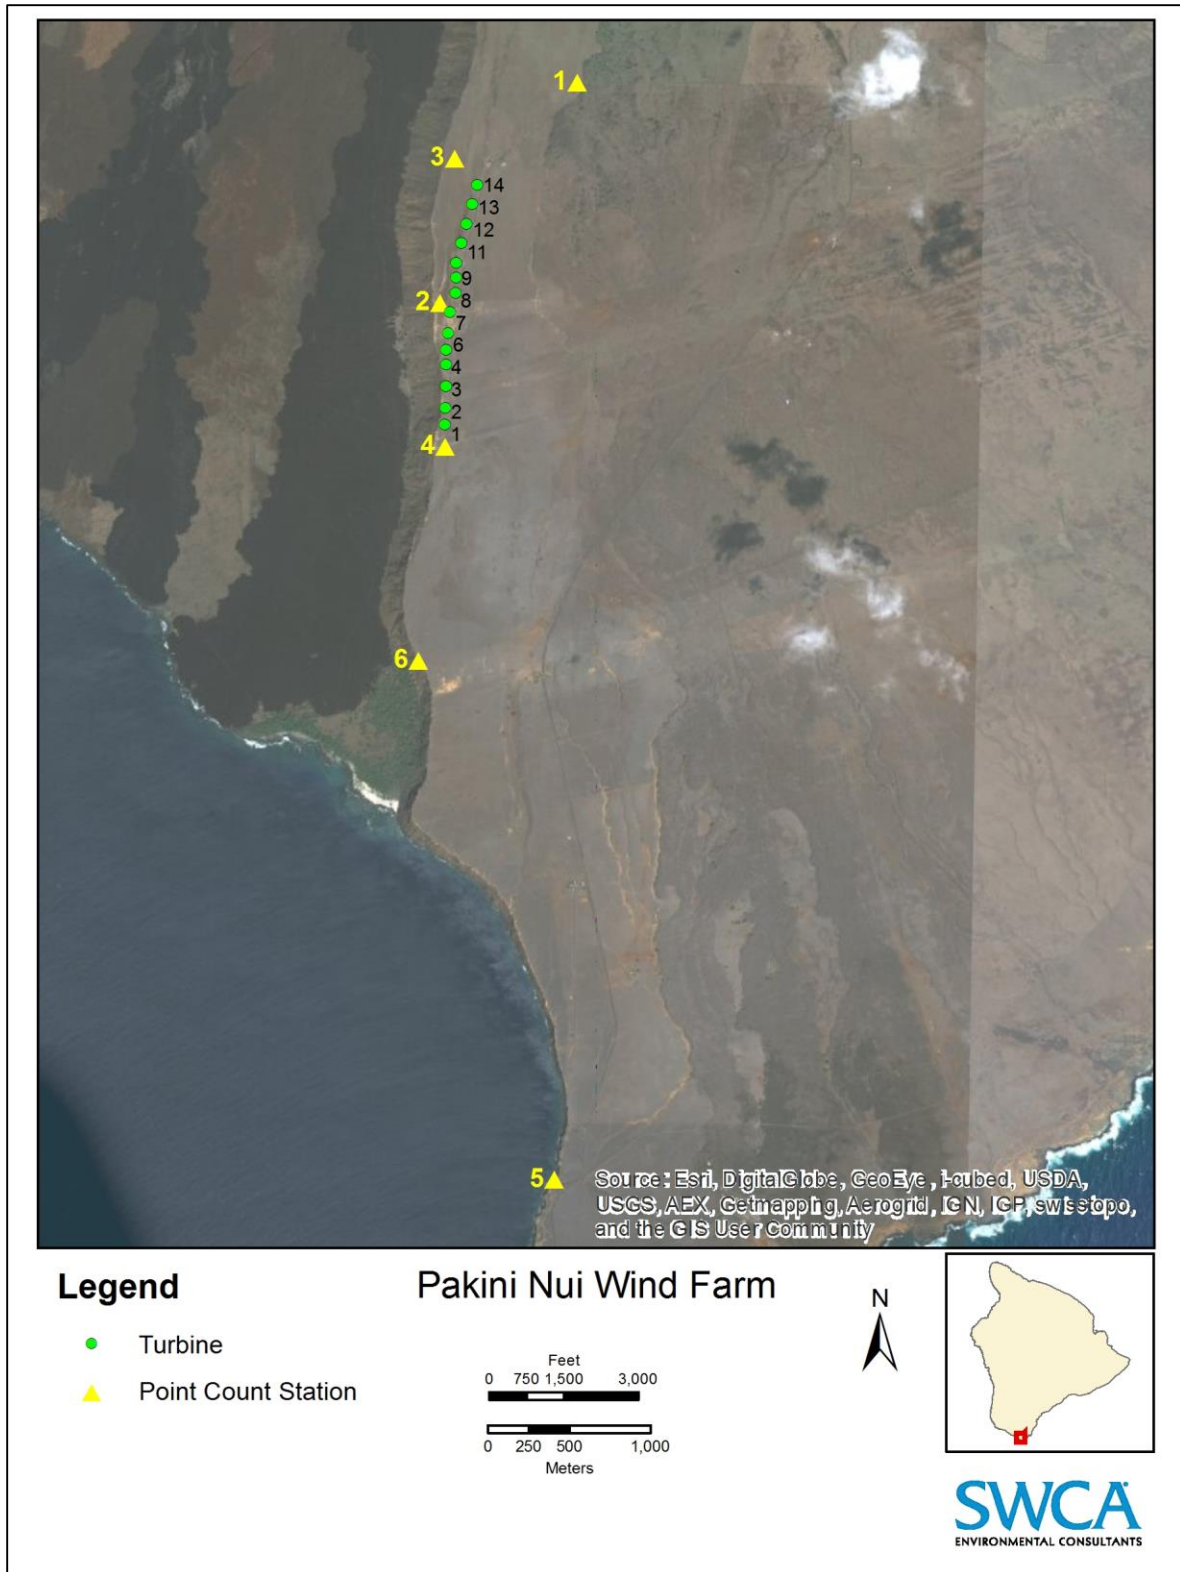 1
3
14
13
12
11
9
2
8
7
6
4
3
2
1
4
6
5
Source: Esri, DigitalGlobe, GeoEye, i-cubed, USDA,
USGS, AEX, Getmapping, Aerogrid, IGN, IGP, swisstopo,
and the GIS User Community
Legend
Pakini Nui Wind Farm
Turbine
Point Count Station
Feet
0 750 1,500 3,000
0 250 500 1,000
Meters
N
SWCA
ENVIRONMENTAL CONSULTANTS